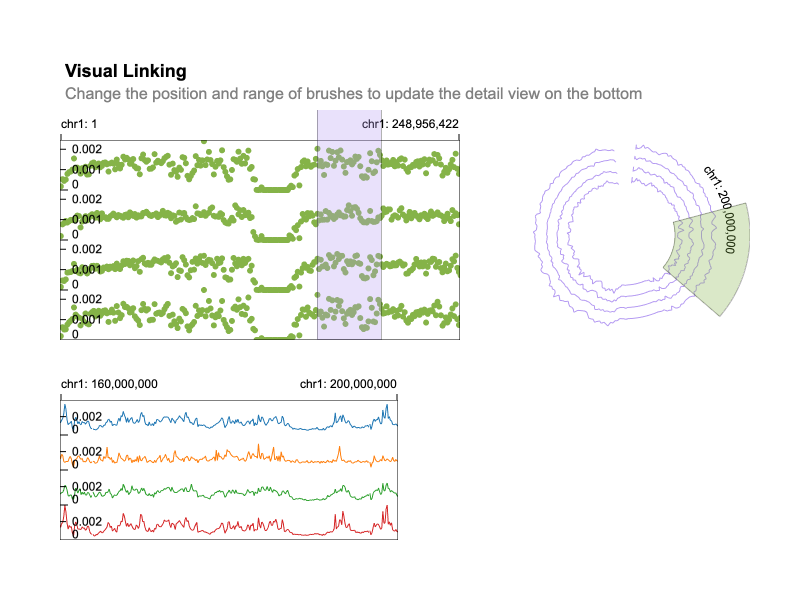 Visual Linking
Change the position and range of brushes to update the detail view on the bottom
chr1: 1
chr1: 248,956,422
0.002
0.001
0
0.002
0.001
0
0.002
0.001
0
0.002
0.001
0
chr1: 200,000,000
chr1: 160,000,000
chr1: 200,000,000
0.002
0
0.002
0
0.002
0
0.002
0